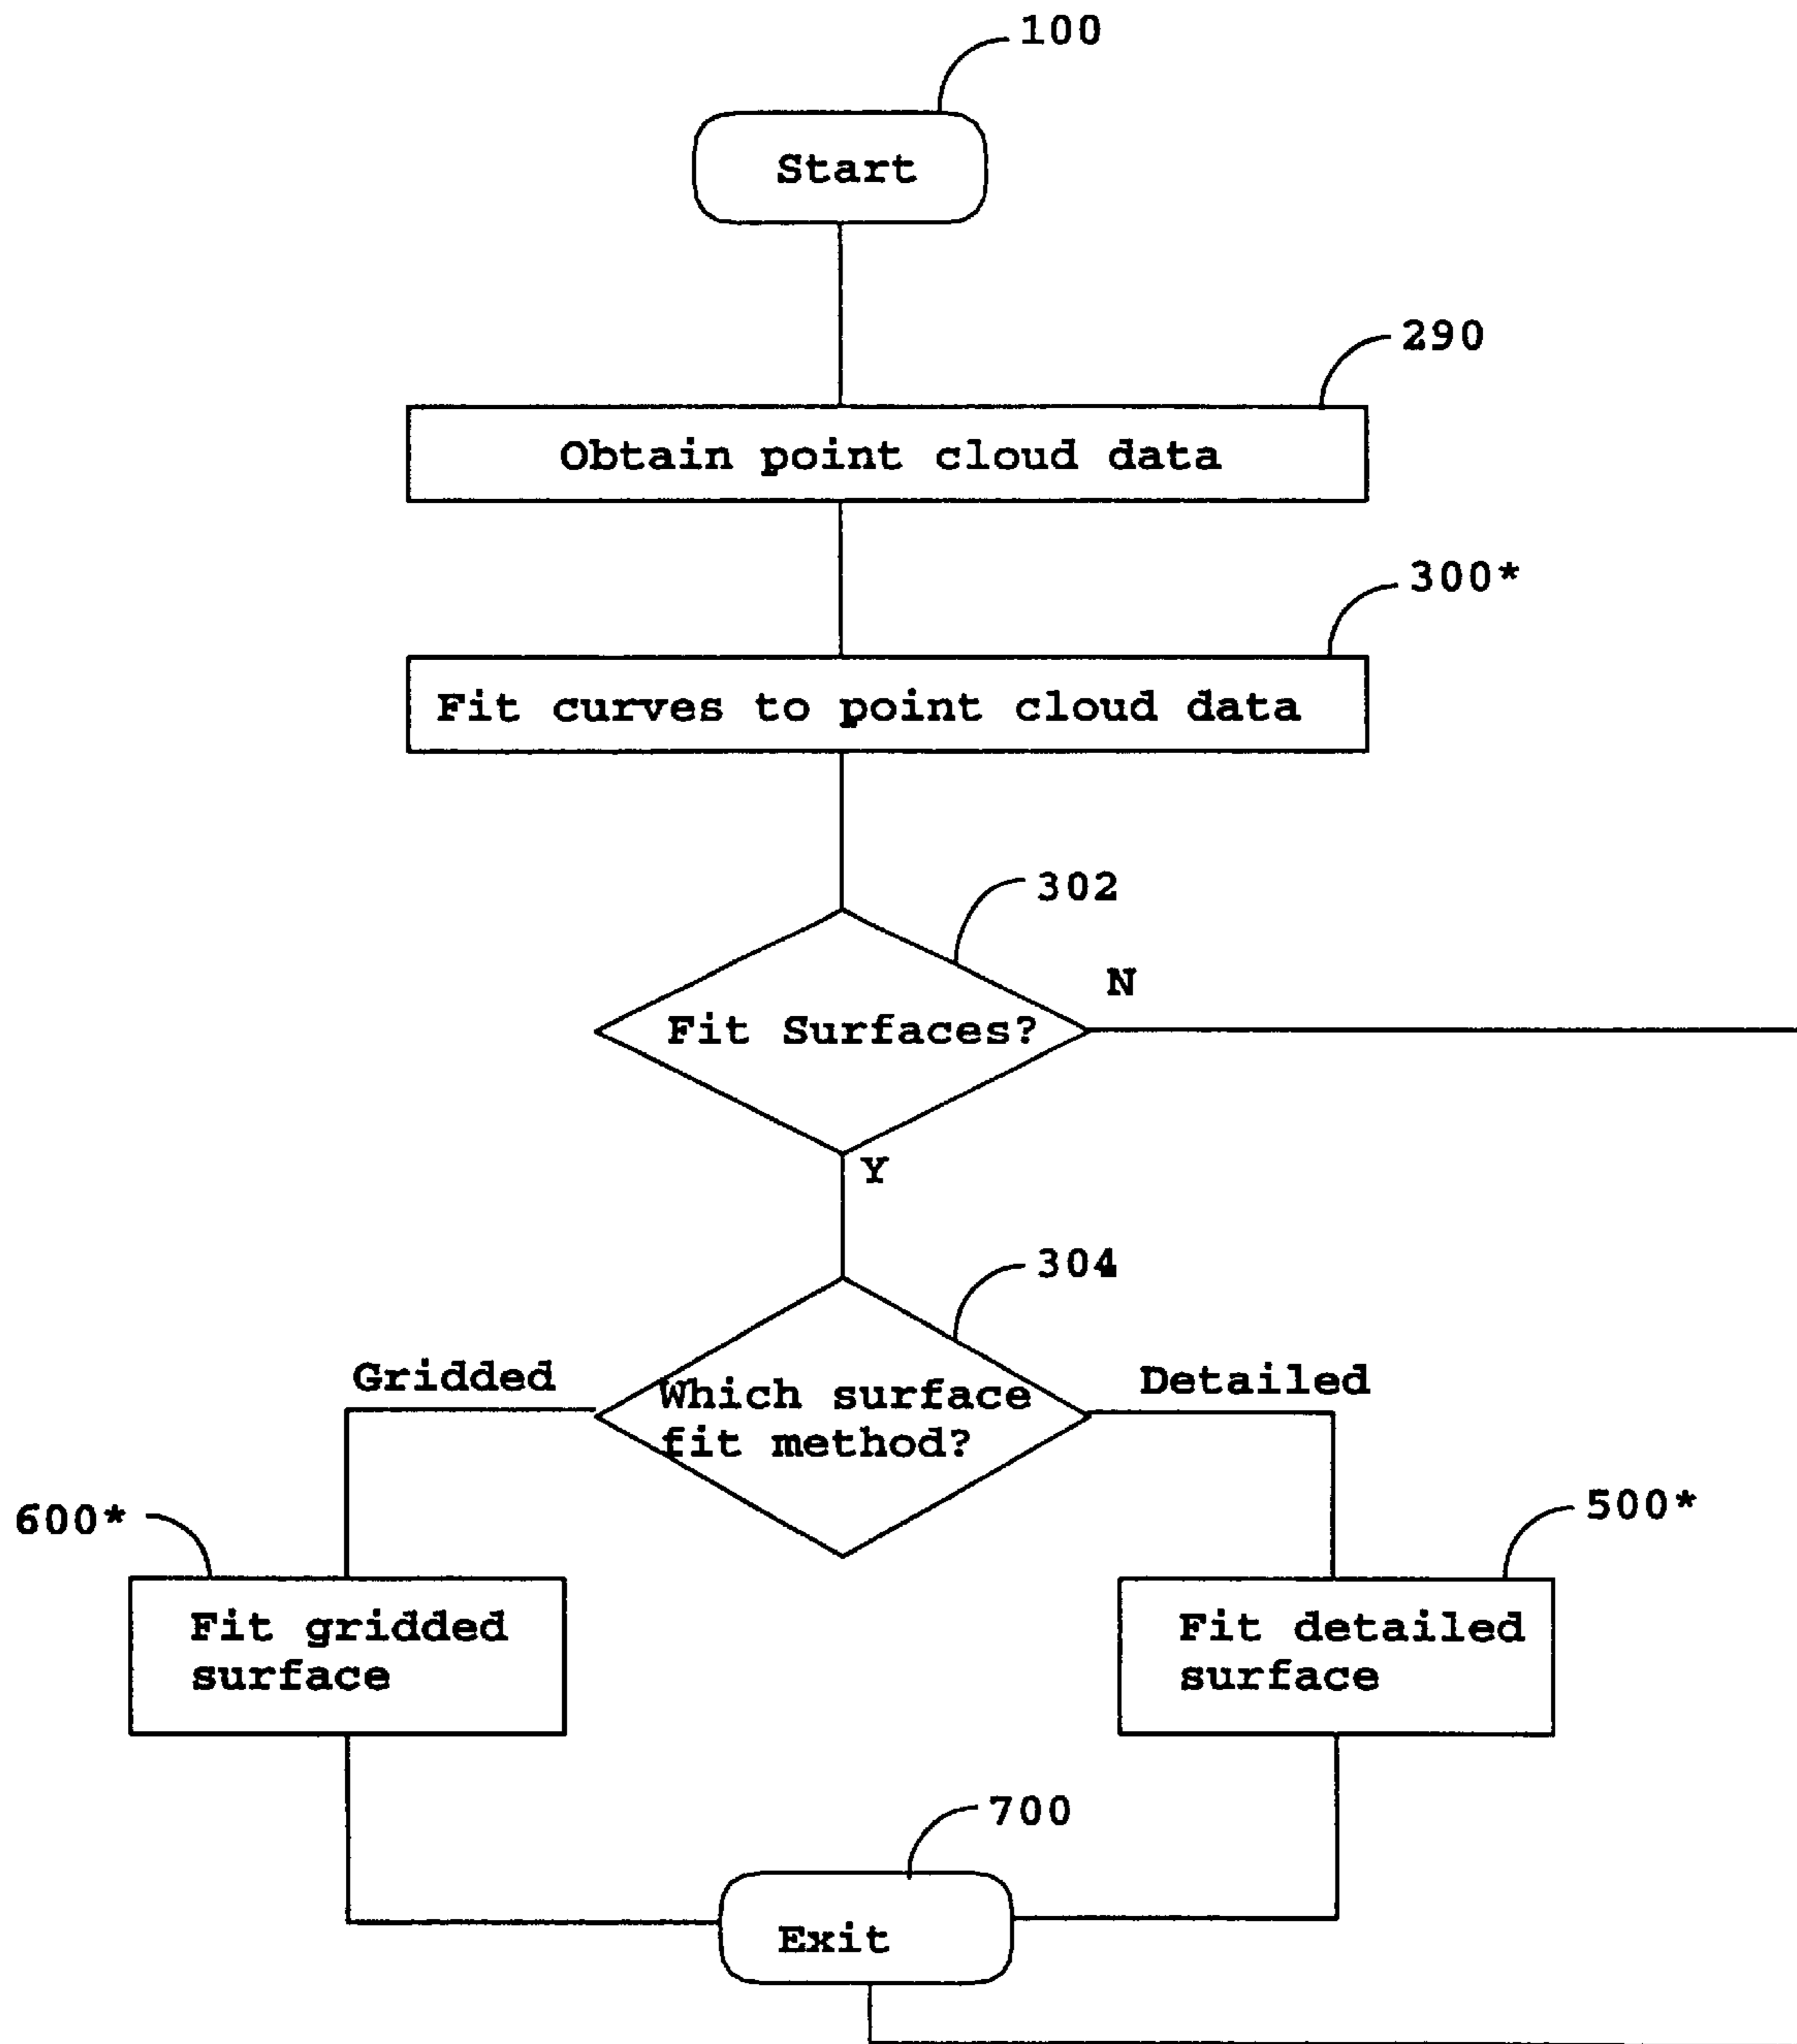 100
Start
290
Obtain point cloud data
300*
Fit curves to point cloud data
302
N
Fit Surfaces?
Y
304
Gridded
Which surface
fit method?
Detailed
600*
500*
Fit gridded
surface
Fit detailed
surface
700
Exit